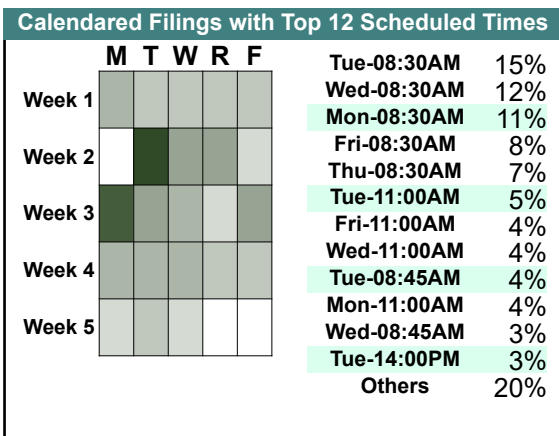 Calendared Filings with Top 12 Scheduled Times
M T W R F
Week 1
Week 2
Week 3
Week 4
Week 5
Tue-08:30AM 15%
Wed-08:30AM 12%
Mon-08:30AM 11%
Fri-08:30AM 8%
Thu-08:30AM 7%
Tue-11:00AM 5%
Fri-11:00AM 4%
Wed-11:00AM 4%
Tue-08:45AM 4%
Mon-11:00AM 4%
Wed-08:45AM 3%
Tue-14:00PM 3%
Others 20%